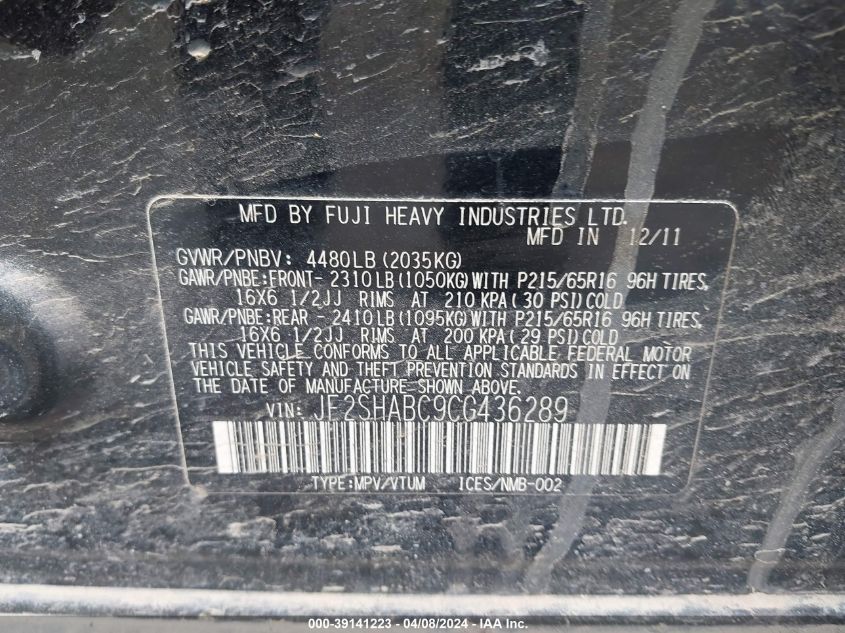 MFD BY FUJI HEAVY INDUSTRIES LTD.
MFD IN 12/11
GVWR/PNBV: 4480LB(2035KG)
GAWR/PNBE:FRONT- 2310LB(1050KG)WITH P215/65R16 96H TIRES,
16X6 1/2JJ RIMS AT 210 KPA(30 PSI)COLD
GAWR/PNBE:REAR - 2410LB(1095KG)WITH P215/65R16 96H TIRES,
16X6 1/2JJ RIMS AT 200 KPA(29 PSI)COLD
THIS VEHICLE CONFORMS TO ALL APPLICABLE FEDERAL MOTOR
VEHICLE SAFETY AND THEFT PREVENTION STANDARDS IN EFFECT ON
THE DATE OF MANUFACTURE SHOWN ABOVE.
VIN: JF2SHABC9CG436289
TYPE:MPV/VTUM ICES/NMB-002
000-39141223 - 04/08/2024 - IAA Inc.